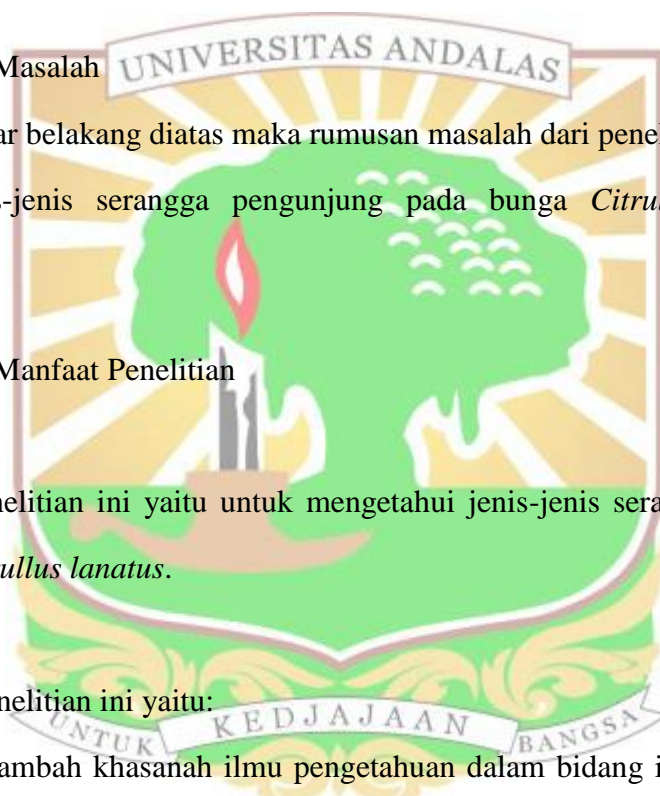 UNIVERSITAS ANDALAS
Masalah
ar belakang diatas maka rumusan masalah dari penel
s-jenis serangga pengunjung pada bunga Citru
Manfaat Penelitian
nelitian ini yaitu untuk mengetahui jenis-jenis sera
ullus lanatus.
nelitian ini yaitu:
UNTUK KEDJAJAAN BANGSA
ambah khasanah ilmu pengetahuan dalam bidang i